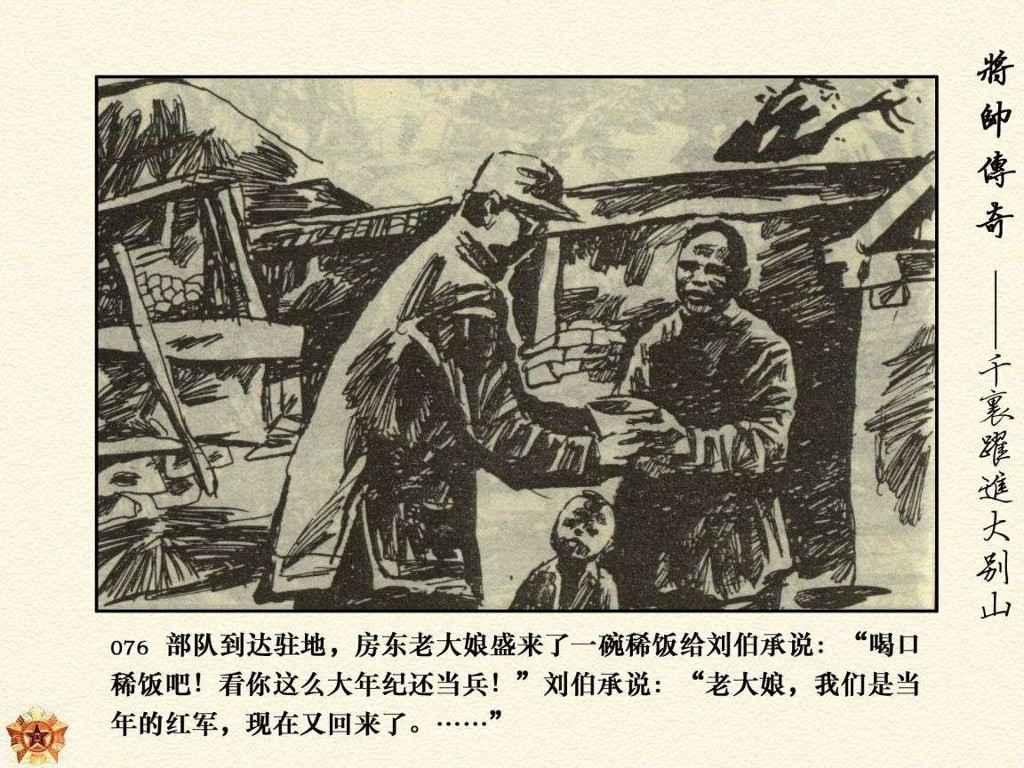 將帥傳奇 ——千裏躍進大别山
076 部队到达驻地，房东老大娘盛来了一碗稀饭给刘伯承说：“喝口
稀饭吧！看你这么大年纪还当兵！”刘伯承说：“老大娘，我们是当
年的红军，现在又回来了。……”